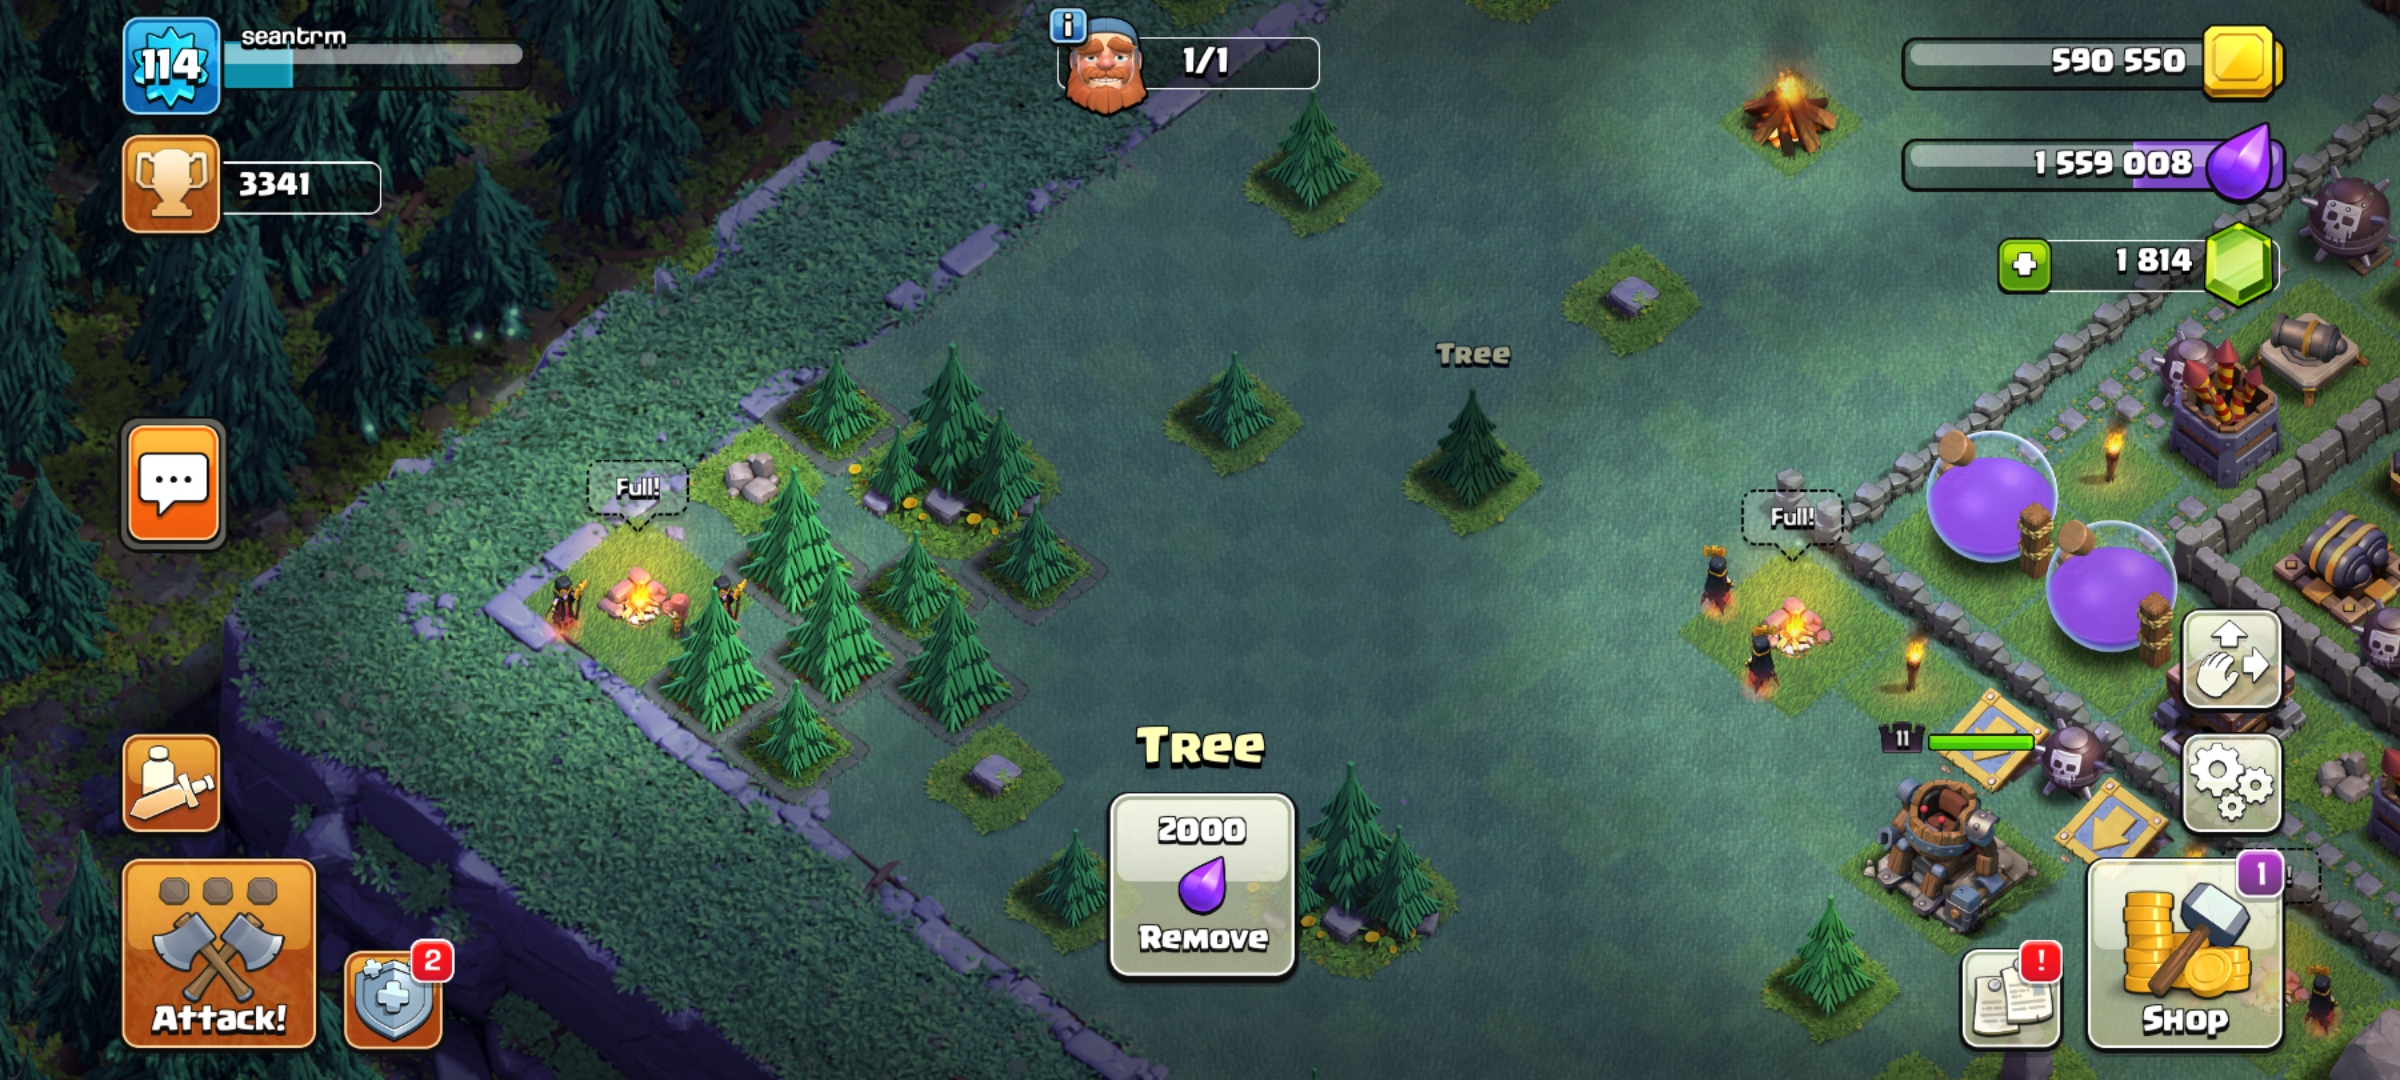 114
seantrm
i
1/1
590 550
3341
1 559 008
1 814
Tree
Full!
Full!
11
Tree
2000
Remove
1
!
2
!
Attack!
Shop